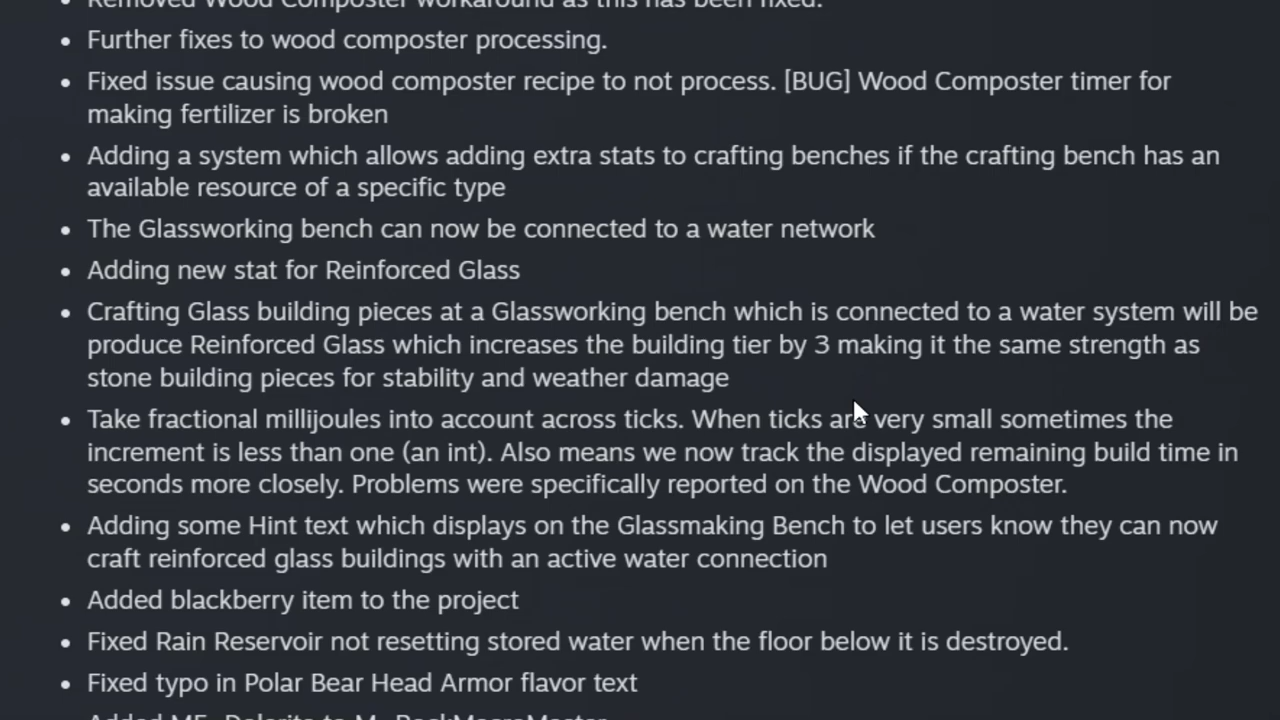 Removed Wood Composter workaround as this has been fixed.
• Further fixes to wood composter processing.
• Fixed issue causing wood composter recipe to not process. [BUG] Wood Composter timer for
making fertilizer is broken
• Adding a system which allows adding extra stats to crafting benches if the crafting bench has an
available resource of a specific type
• The Glassworking bench can now be connected to a water network
• Adding new stat for Reinforced Glass
• Crafting Glass building pieces at a Glassworking bench which is connected to a water system will be
produce Reinforced Glass which increases the building tier by 3 making it the same strength as
stone building pieces for stability and weather damage
• Take fractional millijoules into account across ticks. When ticks are very small sometimes the
increment is less than one (an int). Also means we now track the displayed remaining build time in
seconds more closely. Problems were specifically reported on the Wood Composter.
• Adding some Hint text which displays on the Glassmaking Bench to let users know they can now
craft reinforced glass buildings with an active water connection
• Added blackberry item to the project
• Fixed Rain Reservoir not resetting stored water when the floor below it is destroyed.
• Fixed typo in Polar Bear Head Armor flavor text